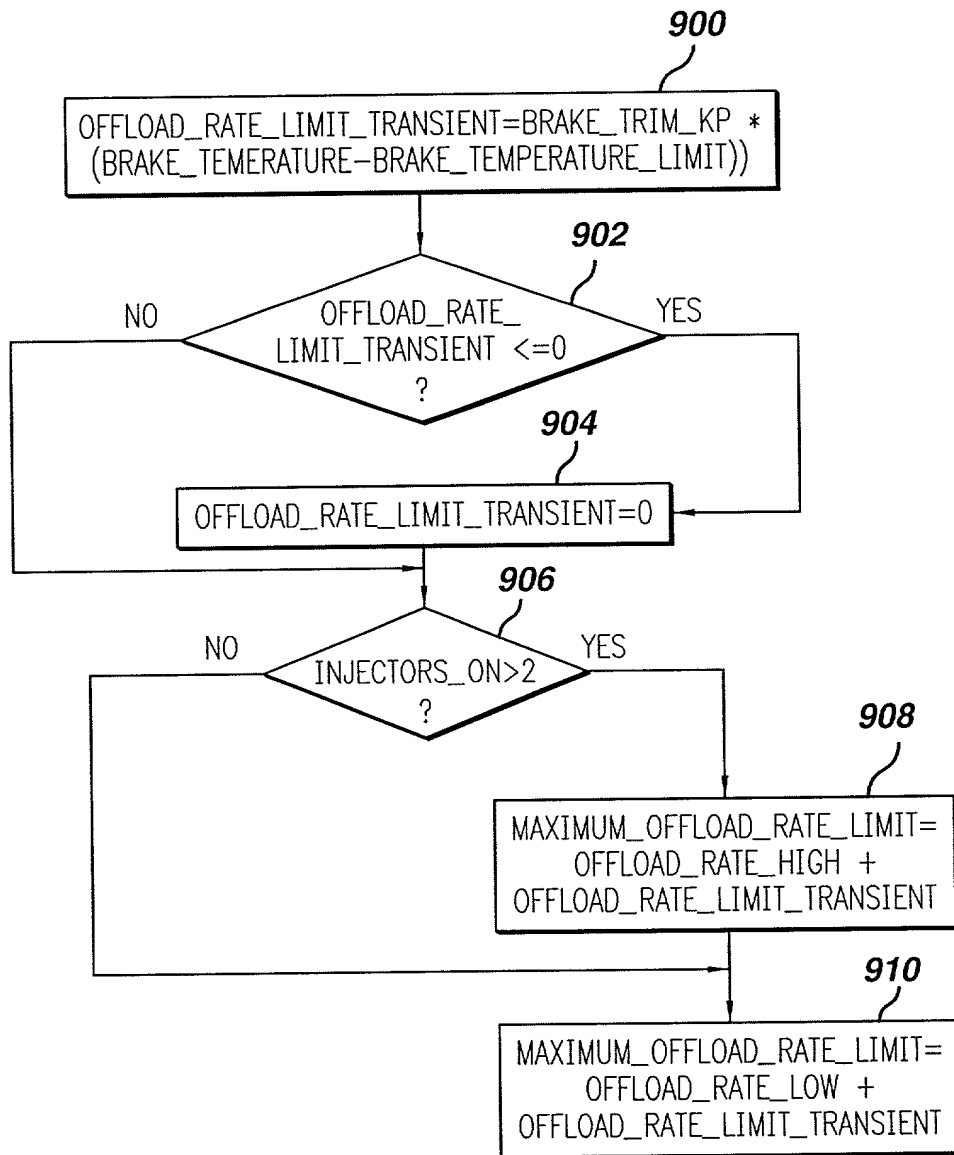 900
OFFLOAD_RATE_LIMIT_TRANSIENT=BRAKE_TRIM_KP *
(BRAKE_TEMERATURE-BRAKE_TEMPERATURE_LIMIT))
902
NO
OFFLOAD_RATE_
LIMIT_TRANSIENT <=0
?
YES
904
OFFLOAD_RATE_LIMIT_TRANSIENT=0
906
NO
INJECTORS_ON>2
?
YES
908
MAXIMUM_OFFLOAD_RATE_LIMIT=
OFFLOAD_RATE_HIGH +
OFFLOAD_RATE_LIMIT_TRANSIENT
910
MAXIMUM_OFFLOAD_RATE_LIMIT=
OFFLOAD_RATE_LOW +
OFFLOAD_RATE_LIMIT_TRANSIENT